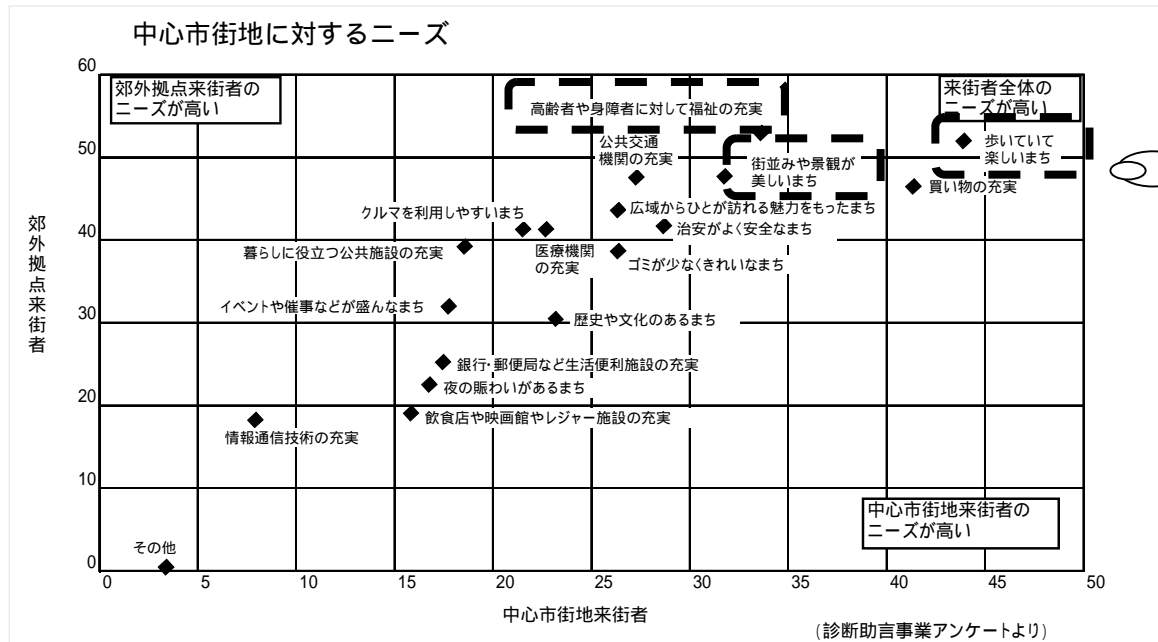 中心市街地に対するニーズ
60
郊外拠点来街者の
ニーズが高い
来街者全体の
ニーズが高い
高齢者や身障者に対して福祉の充実
公共交通
機関の充実
歩いていて
楽しいまち
50
街並みや景観が
美しいまち
買い物の充実
クルマを利用しやすいまち
広域からひとが訪れる魅力をもったまち
治安がよく安全なまち
40
暮らしに役立つ公共施設の充実
医療機関
の充実
ゴミが少なくきれいなまち
郊外拠点来街者
イベントや催事などが盛んなまち
30
歴史や文化のあるまち
銀行・郵便局など生活便利施設の充実
夜の賑わいがあるまち
20
飲食店や映画館やレジャー施設の充実
情報通信技術の充実
10
中心市街地来街者の
ニーズが高い
その他
0
0 5 10 15 20 25 30 35 40 45 50
中心市街地来街者
(診断助言事業アンケートより)